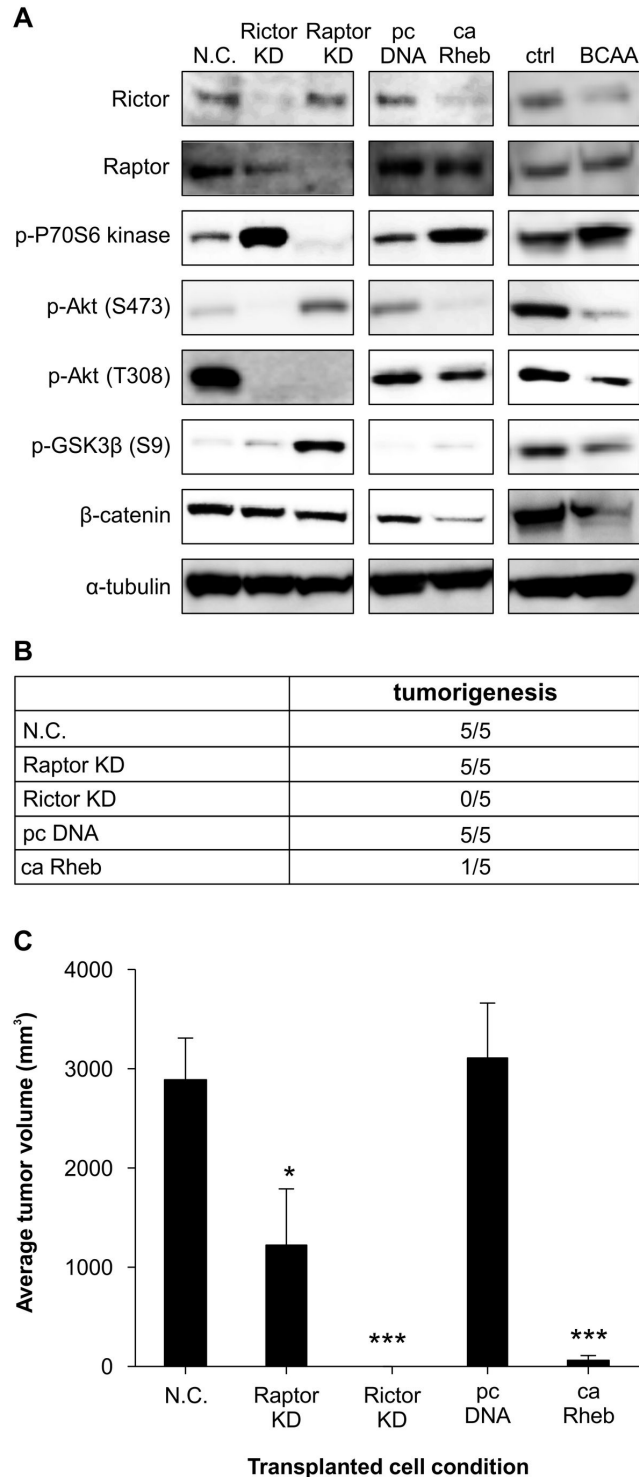 A
N.C.
Rictor KD
Raptor KD
pc DNA
ca Rheb
ctrl
BCAA
Rictor
Raptor
p-P70S6 kinase
p-Akt (S473)
p-Akt (T308)
p-GSK3β (S9)
β-catenin
α-tubulin
B
tumorigenesis
N.C. 5/5
Raptor KD 5/5
Rictor KD 0/5
pc DNA 5/5
ca Rheb 1/5
C
Average tumor volume (mm³)
4000
3000
2000
1000
0
*
***
***
N.C.
Raptor KD
Rictor KD
pc DNA
ca Rheb
Transplanted cell condition